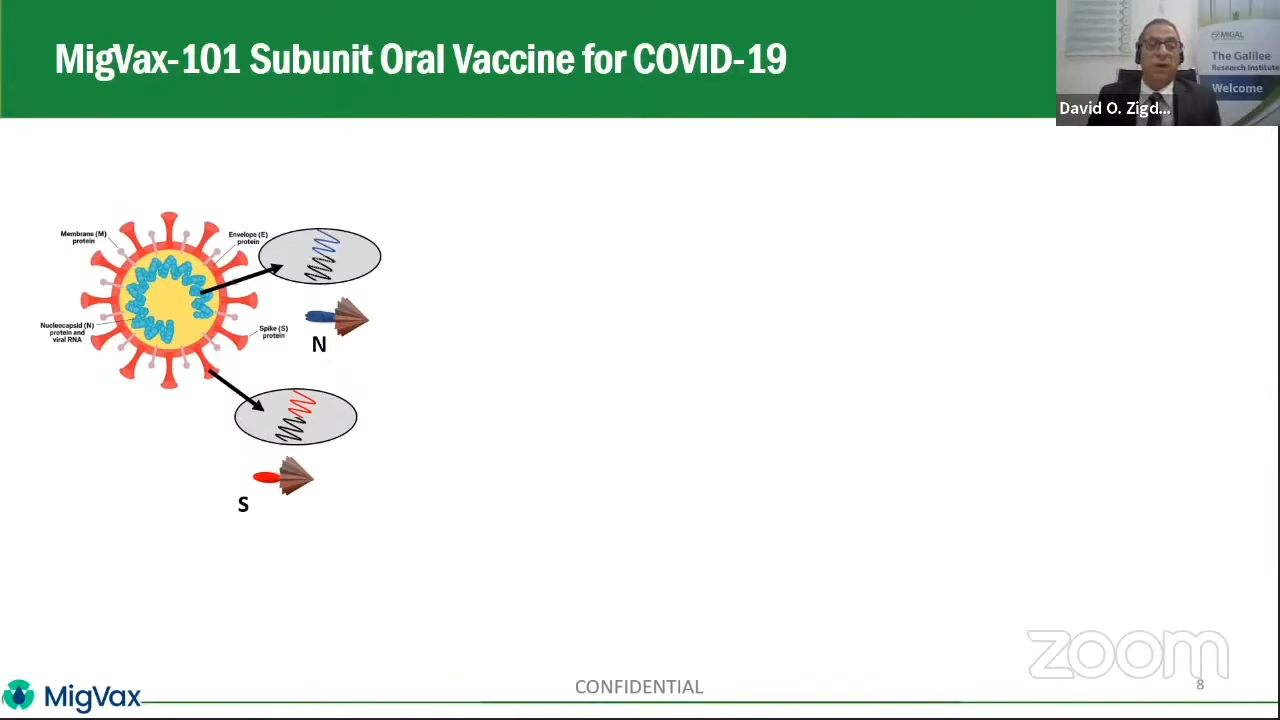 MigVax-101 Subunit Oral Vaccine for COVID-19
MIGAL
The Galilee
Research Institute
Welcome
David O. Zigd...
Membrane (M)
protein
Envelope (E)
protein
Nucleocapsid (N)
protein and
viral RNA
Spike (S)
protein
N
S
zoom
MigVax
CONFIDENTIAL
8